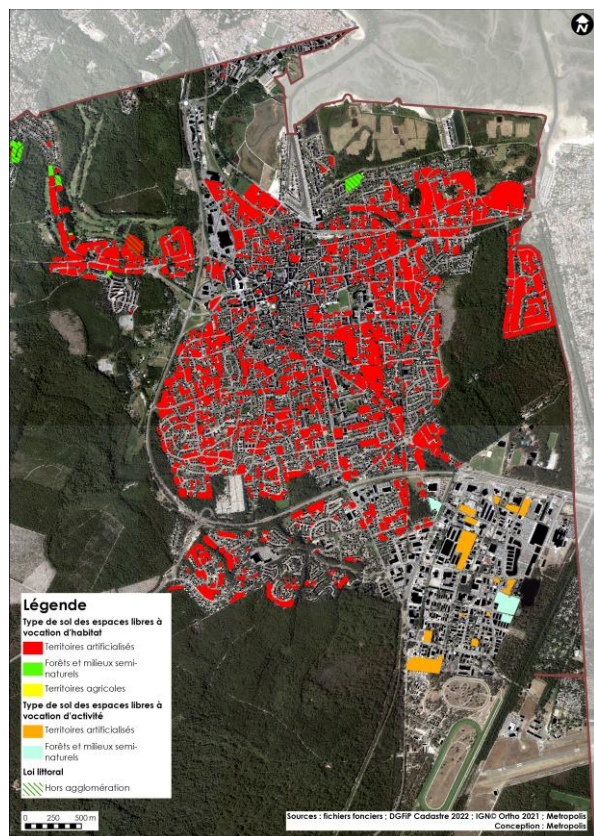 N
Légende
Type de sol des espaces libres à
vocation d'habitat
Territoires artificialisés
Forêts et milieux semi-
naturels
Territoires agricoles
Type de sol des espaces libres à
vocation d'activité
Territoires artificialisés
Forêts et milieux semi-
naturels
Loi littoral
Hors agglomération
0 250 500 m
Sources : fichiers fonciers ; DGFiP Cadastre 2022 ; IGN© Ortho 2021 ; Metropolis
Conception : Metropolis